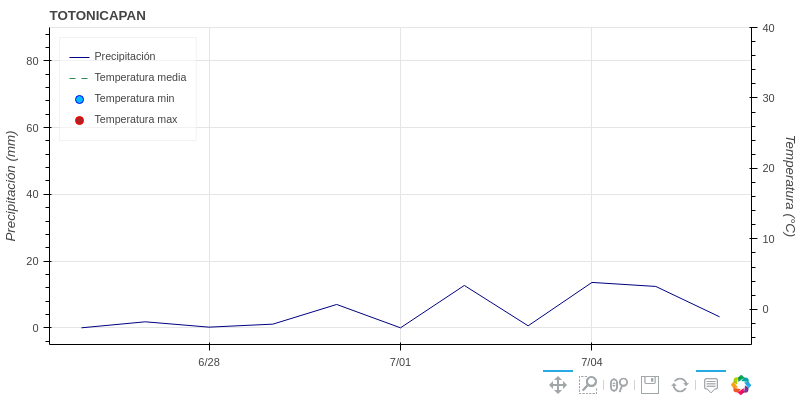 TOTONICAPAN
Precipitación
Temperatura media
Temperatura min
Temperatura max
Precipitación (mm)
80
60
40
20
0
Temperatura (°C)
40
30
20
10
0
6/28
7/01
7/04